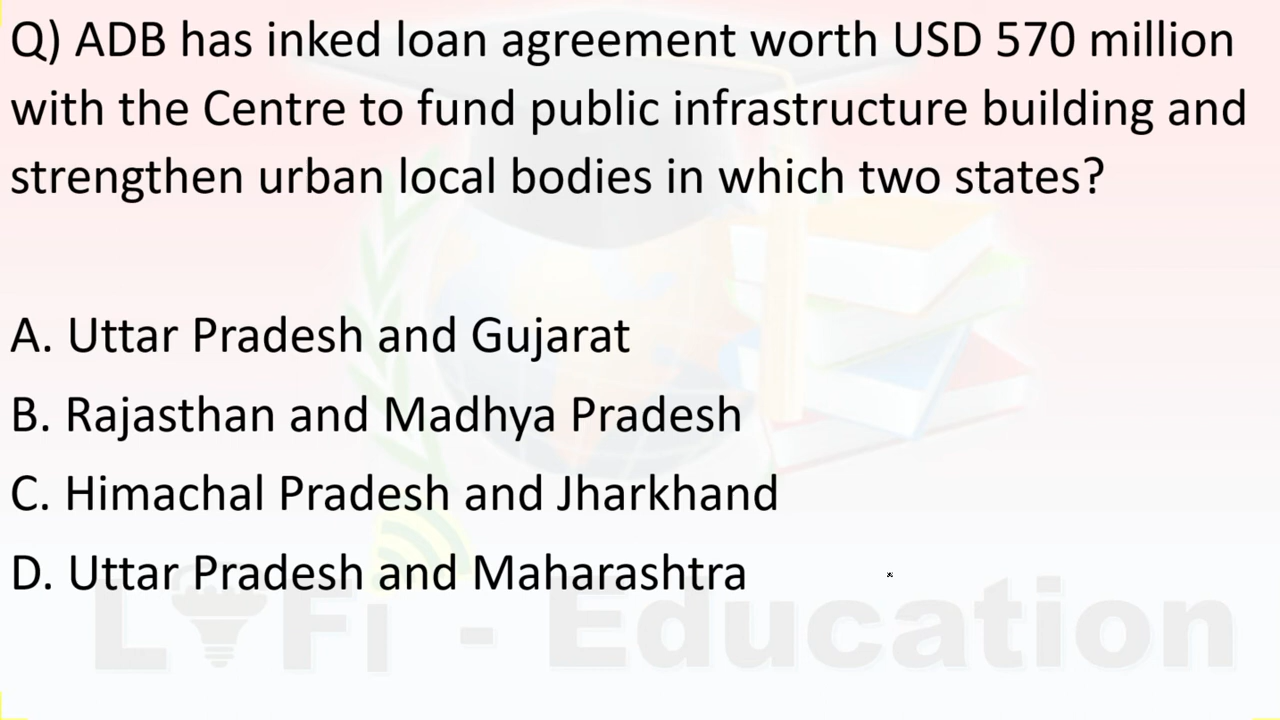 Q) ADB has inked loan agreement worth USD 570 million
with the Centre to fund public infrastructure building and
strengthen urban local bodies in which two states?
A. Uttar Pradesh and Gujarat
B. Rajasthan and Madhya Pradesh
C. Himachal Pradesh and Jharkhand
D. Uttar Pradesh and Maharashtra
LiFi - Education